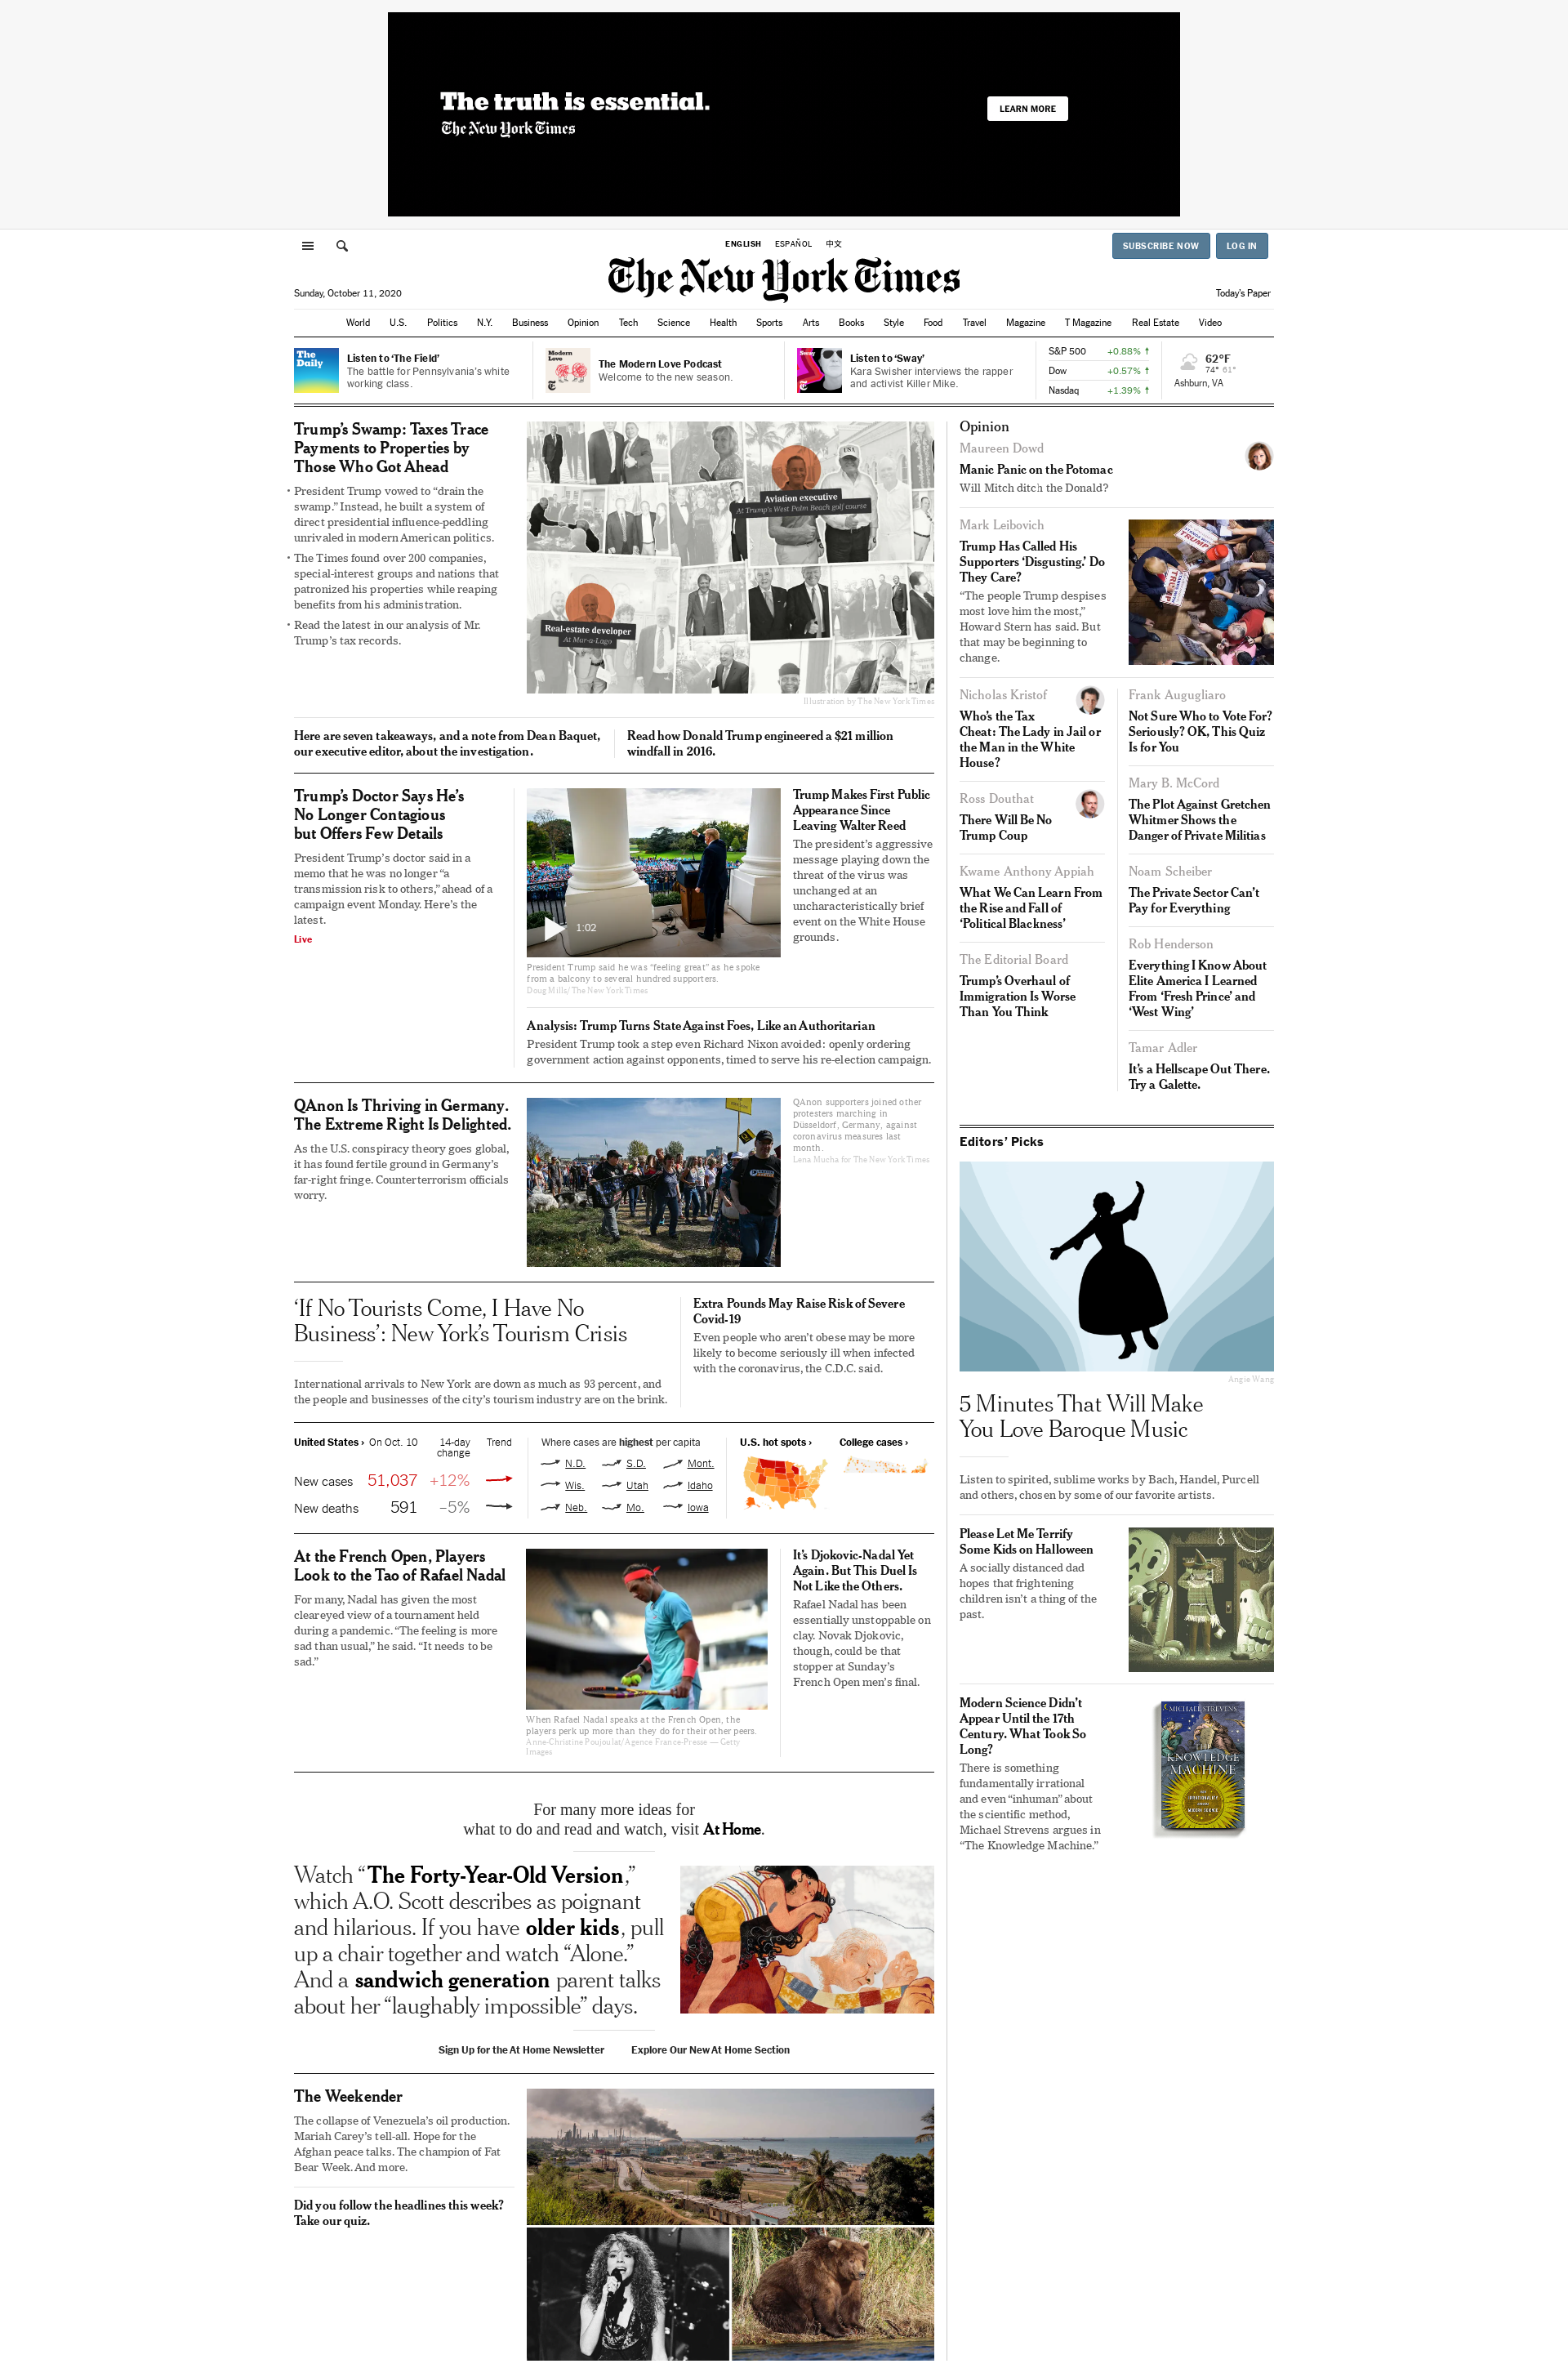 The truth is essential.
The New York Times
LEARN MORE
ENGLISH ESPAÑOL 中文
SUBSCRIBE NOW LOG IN
The New York Times
Sunday, October 11, 2020
Today’s Paper
World U.S. Politics N.Y. Business Opinion Tech Science Health Sports Arts Books Style Food Travel Magazine T Magazine Real Estate Video
The
Daily
Listen to ‘The Field’
The battle for Pennsylvania’s white
working class.
Modern
Love
The Modern Love Podcast
Welcome to the new season.
Sway
Listen to ‘Sway’
Kara Swisher interviews the rapper
and activist Killer Mike.
S&P 500 +0.88%
Dow +0.57%
Nasdaq +1.39%
62°F
74° 61°
Ashburn, VA
Trump’s Swamp: Taxes Trace
Payments to Properties by
Those Who Got Ahead
• President Trump vowed to “drain the
swamp.” Instead, he built a system of
direct presidential influence-peddling
unrivaled in modern American politics.
• The Times found over 200 companies,
special-interest groups and nations that
patronized his properties while reaping
benefits from his administration.
• Read the latest in our analysis of Mr.
Trump’s tax records.
USA
Aviation executive
At Trump’s West Palm Beach golf course
Real-estate developer
At Mar-a-Lago
Illustration by The New York Times
Here are seven takeaways, and a note from Dean Baquet,
our executive editor, about the investigation.
Read how Donald Trump engineered a $21 million
windfall in 2016.
Trump’s Doctor Says He’s
No Longer Contagious
but Offers Few Details
President Trump’s doctor said in a
memo that he was no longer “a
transmission risk to others,” ahead of a
campaign event Monday. Here’s the
latest.
Live
1:02
President Trump said he was “feeling great” as he spoke
from a balcony to several hundred supporters.
Doug Mills/The New York Times
Trump Makes First Public
Appearance Since
Leaving Walter Reed
The president’s aggressive
message playing down the
threat of the virus was
unchanged at an
uncharacteristically brief
event on the White House
grounds.
Analysis: Trump Turns State Against Foes, Like an Authoritarian
President Trump took a step even Richard Nixon avoided: openly ordering
government action against opponents, timed to serve his re-election campaign.
QAnon Is Thriving in Germany.
The Extreme Right Is Delighted.
As the U.S. conspiracy theory goes global,
it has found fertile ground in Germany’s
far-right fringe. Counterterrorism officials
worry.
QAnon supporters joined other
protesters marching in
Düsseldorf, Germany, against
coronavirus measures last
month.
Lena Mucha for The New York Times
‘If No Tourists Come, I Have No
Business’: New York’s Tourism Crisis
International arrivals to New York are down as much as 93 percent, and
the people and businesses of the city’s tourism industry are on the brink.
Extra Pounds May Raise Risk of Severe
Covid-19
Even people who aren’t obese may be more
likely to become seriously ill when infected
with the coronavirus, the C.D.C. said.
United States › On Oct. 10 14-day
change Trend
New cases 51,037 +12%
New deaths 591 –5%
Where cases are highest per capita
N.D. S.D. Mont.
Wis. Utah Idaho
Neb. Mo. Iowa
U.S. hot spots ›
College cases ›
At the French Open, Players
Look to the Tao of Rafael Nadal
For many, Nadal has given the most
cleareyed view of a tournament held
during a pandemic. “The feeling is more
sad than usual,” he said. “It needs to be
sad.”
When Rafael Nadal speaks at the French Open, the
players perk up more than they do for their other peers.
Anne-Christine Poujoulat/Agence France-Presse — Getty
Images
It’s Djokovic-Nadal Yet
Again. But This Duel Is
Not Like the Others.
Rafael Nadal has been
essentially unstoppable on
clay. Novak Djokovic,
though, could be that
stopper at Sunday’s
French Open men’s final.
For many more ideas for
what to do and read and watch, visit At Home.
Watch “The Forty-Year-Old Version,”
which A.O. Scott describes as poignant
and hilarious. If you have older kids, pull
up a chair together and watch “Alone.”
And a sandwich generation parent talks
about her “laughably impossible” days.
Sign Up for the At Home Newsletter Explore Our New At Home Section
The Weekender
The collapse of Venezuela’s oil production.
Mariah Carey’s tell-all. Hope for the
Afghan peace talks. The champion of Fat
Bear Week. And more.
Did you follow the headlines this week?
Take our quiz.
Opinion
Maureen Dowd
Manic Panic on the Potomac
Will Mitch ditch the Donald?
Mark Leibovich
Trump Has Called His
Supporters ‘Disgusting.’ Do
They Care?
“The people Trump despises
most love him the most,”
Howard Stern has said. But
that may be beginning to
change.
TRUMP
TRUMP
Nicholas Kristof
Who’s the Tax
Cheat: The Lady in Jail or
the Man in the White
House?
Ross Douthat
There Will Be No
Trump Coup
Kwame Anthony Appiah
What We Can Learn From
the Rise and Fall of
‘Political Blackness’
The Editorial Board
Trump’s Overhaul of
Immigration Is Worse
Than You Think
Frank Augugliaro
Not Sure Who to Vote For?
Seriously? OK, This Quiz
Is for You
Mary B. McCord
The Plot Against Gretchen
Whitmer Shows the
Danger of Private Militias
Noam Scheiber
The Private Sector Can’t
Pay for Everything
Rob Henderson
Everything I Know About
Elite America I Learned
From ‘Fresh Prince’ and
‘West Wing’
Tamar Adler
It’s a Hellscape Out There.
Try a Galette.
Editors’ Picks
Angie Wang
5 Minutes That Will Make
You Love Baroque Music
Listen to spirited, sublime works by Bach, Handel, Purcell
and others, chosen by some of our favorite artists.
Please Let Me Terrify
Some Kids on Halloween
A socially distanced dad
hopes that frightening
children isn’t a thing of the
past.
Modern Science Didn’t
Appear Until the 17th
Century. What Took So
Long?
There is something
fundamentally irrational
and even “inhuman” about
the scientific method,
Michael Strevens argues in
“The Knowledge Machine.”
MICHAEL STREVENS
THE
KNOWLEDGE
MACHINE